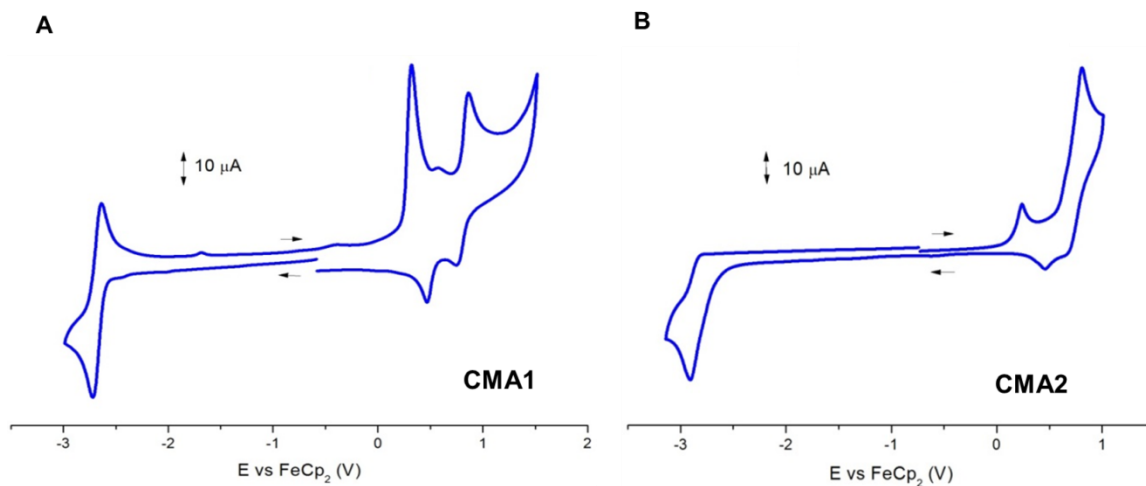 A
10 μA
CMA1
-3 -2 -1 0 1 2
E vs FeCp₂ (V)
B
10 μA
CMA2
-3 -2 -1 0 1
E vs FeCp₂ (V)